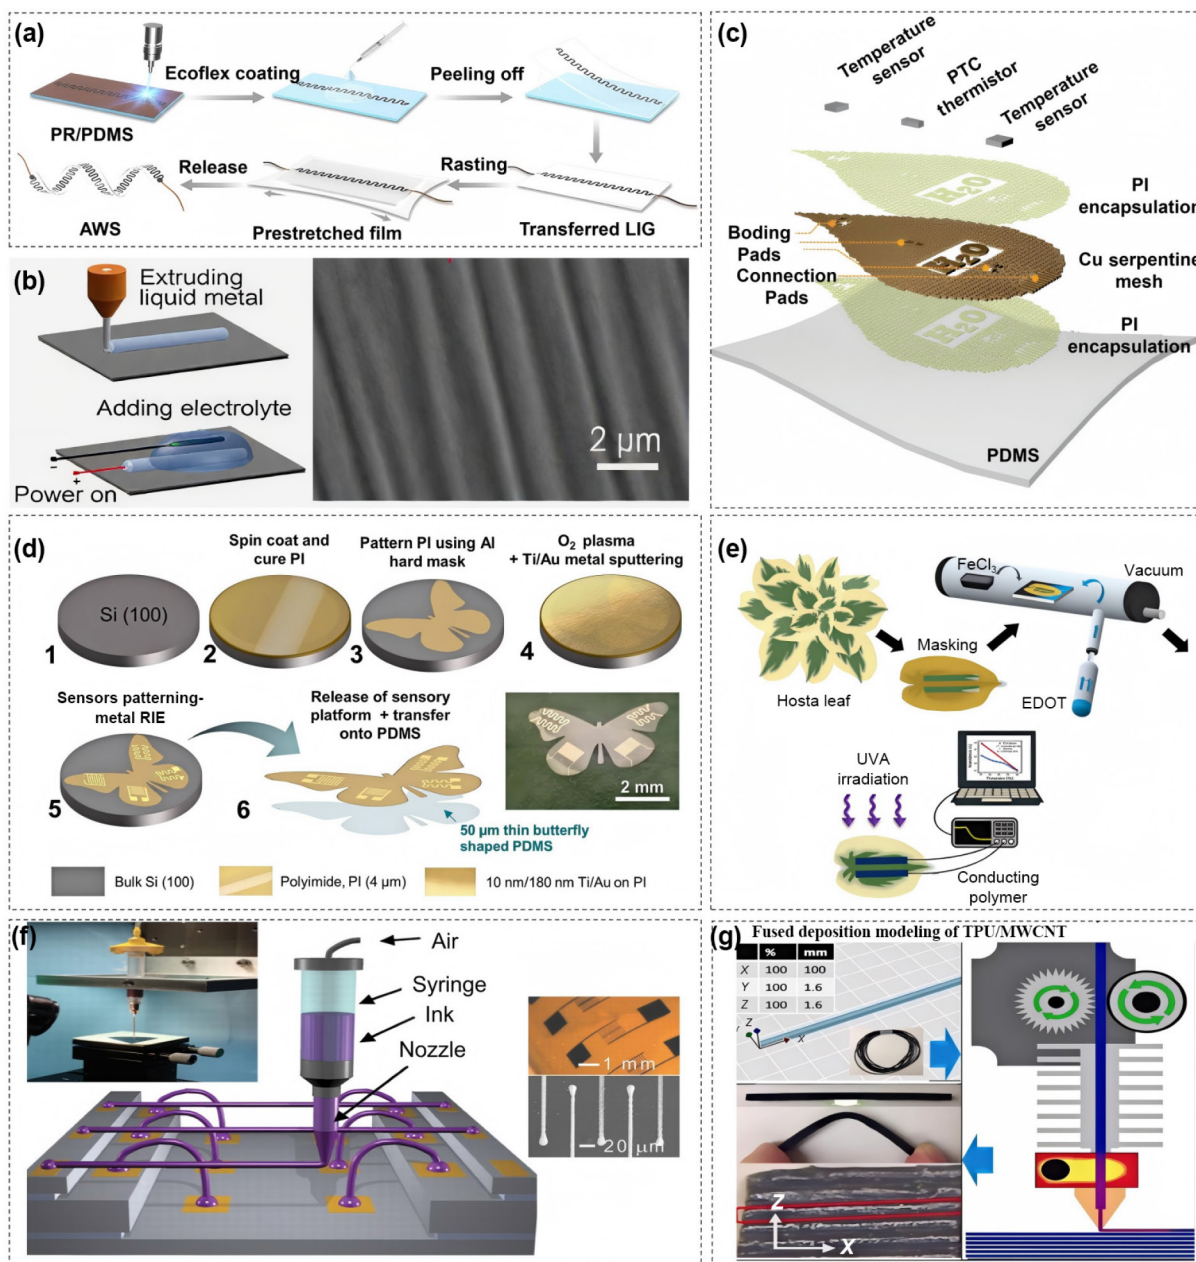 (a)
Ecoflex coating
Peeling off
PR/PDMS
Release
Rasting
AWS
Prestretched film
Transferred LIG
(b)
Extruding
liquid metal
Adding electrolyte
−
+
Power on
2 µm
(c)
Temperature
sensor
PTC
thermistor
Temperature
sensor
H2O
PI
encapsulation
Boding
Pads
Connection
Pads
H2O
Cu serpentine
mesh
H2O
PI
encapsulation
PDMS
(d)
Spin coat and
cure PI
Pattern PI using Al
hard mask
O2 plasma
+ Ti/Au metal sputtering
Si (100)
1
2
3
4
Sensors patterning-
metal RIE
Release of sensory
platform + transfer
onto PDMS
5
6
2 mm
50 µm thin butterfly
shaped PDMS
Bulk Si (100)
Polyimide, PI (4 µm)
10 nm/180 nm Ti/Au on PI
(e)
FeCl3
Vacuum
Masking
Hosta leaf
EDOT
UVA
irradiation
Conducting
polymer
(f)
Air
Syringe
Ink
Nozzle
1 mm
20 µm
(g)
Fused deposition modeling of TPU/MWCNT
% mm
X 100 100
Y 100 1.6
Z 100 1.6
Z
X
Z
X